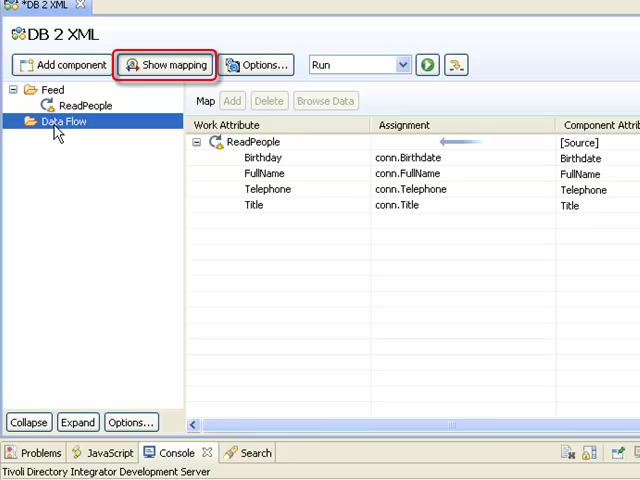 *DB 2 XML
DB 2 XML
Add component Show mapping Options... Run
Feed
ReadPeople
Data Flow
Map Add Delete Browse Data
Work Attribute Assignment Component Attrib
ReadPeople [Source]
Birthday conn.Birthdate Birthdate
FullName conn.FullName FullName
Telephone conn.Telephone Telephone
Title conn.Title Title
Collapse Expand Options...
Problems JavaScript Console Search
Tivoli Directory Integrator Development Server